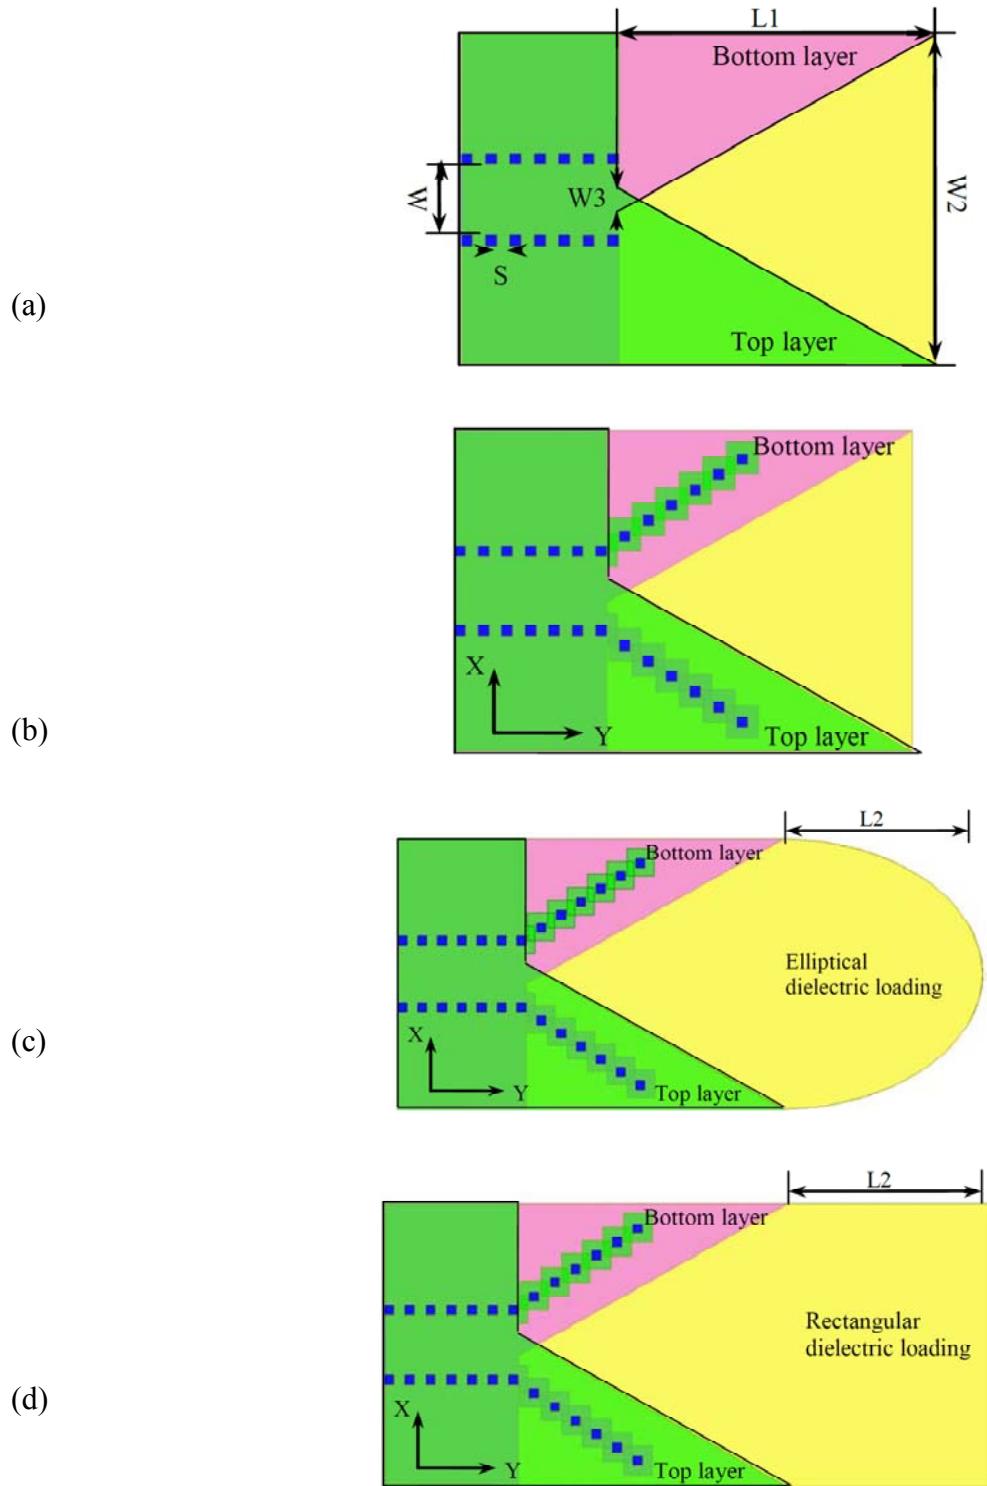 L1
Bottom layer
W
W3
W2
S
(a)
Top layer
Bottom layer
X
(b)
Y
Top layer
L2
Bottom layer
Elliptical
dielectric loading
X
(c)
Y
Top layer
L2
Bottom layer
Rectangular
dielectric loading
(d)
X
Y
Top layer